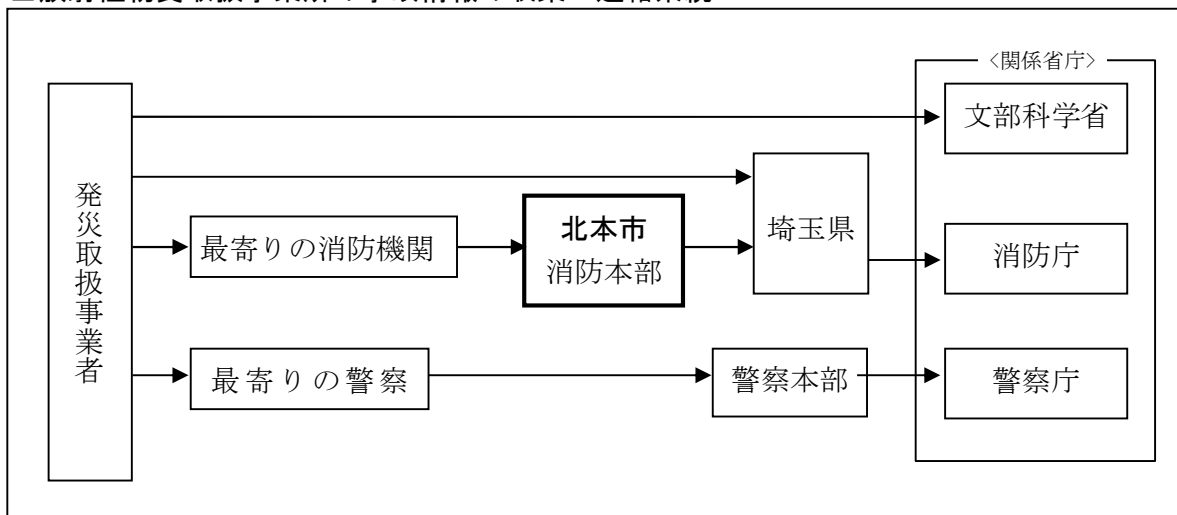 〈関係省庁〉
文部科学省
発災取扱事業者
埼玉県
北本市
消防本部
最寄りの消防機関
消防庁
最寄りの警察
警察本部
警察庁